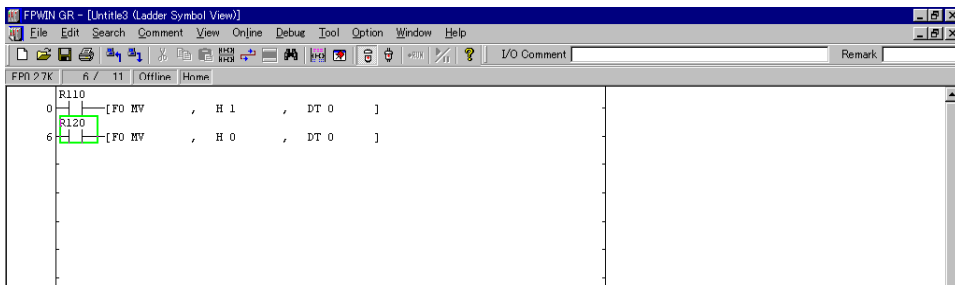 FPWIN GR - [Untitle3 (Ladder Symbol View)]
File Edit Search Comment View Online Debug Tool Option Window Help
I/O Comment Remark
FP0 2.7K 6 / 11 Offline Home
R110
0 [F0 MV , H 1 , DT 0 ]
R120
6 [F0 MV , H 0 , DT 0 ]